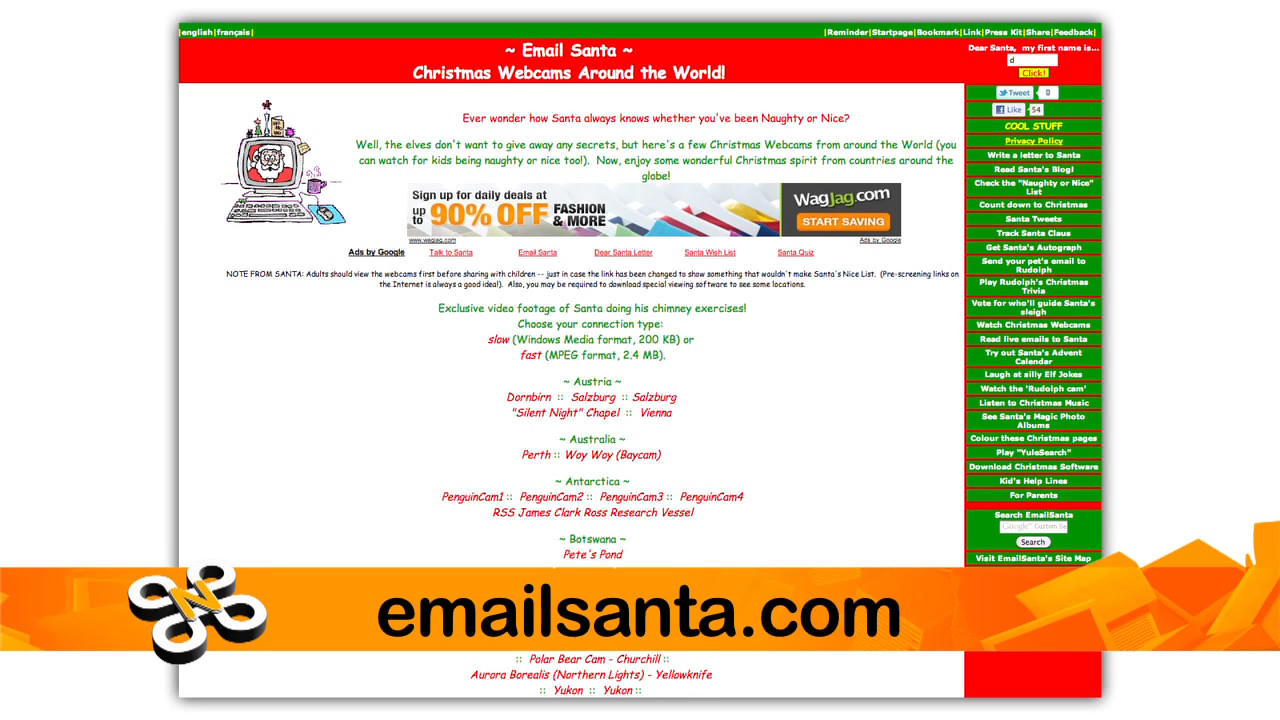 |english|français|
|Reminder|Startpage|Bookmark|Link|Press Kit|Share|Feedback|
~ Email Santa ~
Christmas Webcams Around the World!
Dear Santa, my first name is...
d
Click!
Tweet 0
Like 54
COOL STUFF
Privacy Policy
Write a letter to Santa
Read Santa's Blog!
Check the "Naughty or Nice"
List
Count down to Christmas
Santa Tweets
Track Santa Claus
Get Santa's Autograph
Send your pet's email to
Rudolph
Play Rudolph's Christmas
Trivia
Vote for who'll guide Santa's
sleigh
Watch Christmas Webcams
Read live emails to Santa
Try out Santa's Advent
Calendar
Laugh at silly Elf Jokes
Watch the 'Rudolph cam'
Listen to Christmas Music
See Santa's Magic Photo
Albums
Colour these Christmas pages
Play "YuleSearch"
Download Christmas Software
Kid's Help Lines
For Parents
Search EmailSanta
Google™ Custom Se
Search
Visit EmailSanta's Site Map
Ever wonder how Santa always knows whether you've been Naughty or Nice?
Well, the elves don't want to give away any secrets, but here's a few Christmas Webcams from around the World (you
can watch for kids being naughty or nice too!). Now, enjoy some wonderful Christmas spirit from countries around the
globe!
Sign up for daily deals at
up to 90% OFF FASHION & MORE
WagJag.com
START SAVING
www.wagjag.com
Ads by Google
Ads by Google Talk to Santa Email Santa Dear Santa Letter Santa Wish List Santa Quiz
NOTE FROM SANTA: Adults should view the webcams first before sharing with children -- just in case the link has been changed to show something that wouldn't make Santa's Nice List. (Pre-screening links on
the Internet is always a good idea!). Also, you may be required to download special viewing software to see some locations.
Exclusive video footage of Santa doing his chimney exercises!
Choose your connection type:
slow (Windows Media format, 200 KB) or
fast (MPEG format, 2.4 MB).
~ Austria ~
Dornbirn :: Salzburg :: Salzburg
"Silent Night" Chapel :: Vienna
~ Australia ~
Perth :: Woy Woy (Baycam)
~ Antarctica ~
PenguinCam1 :: PenguinCam2 :: PenguinCam3 :: PenguinCam4
RSS James Clark Ross Research Vessel
~ Botswana ~
Pete's Pond
N
emailsanta.com
:: Polar Bear Cam - Churchill ::
Aurora Borealis (Northern Lights) - Yellowknife
:: Yukon :: Yukon ::